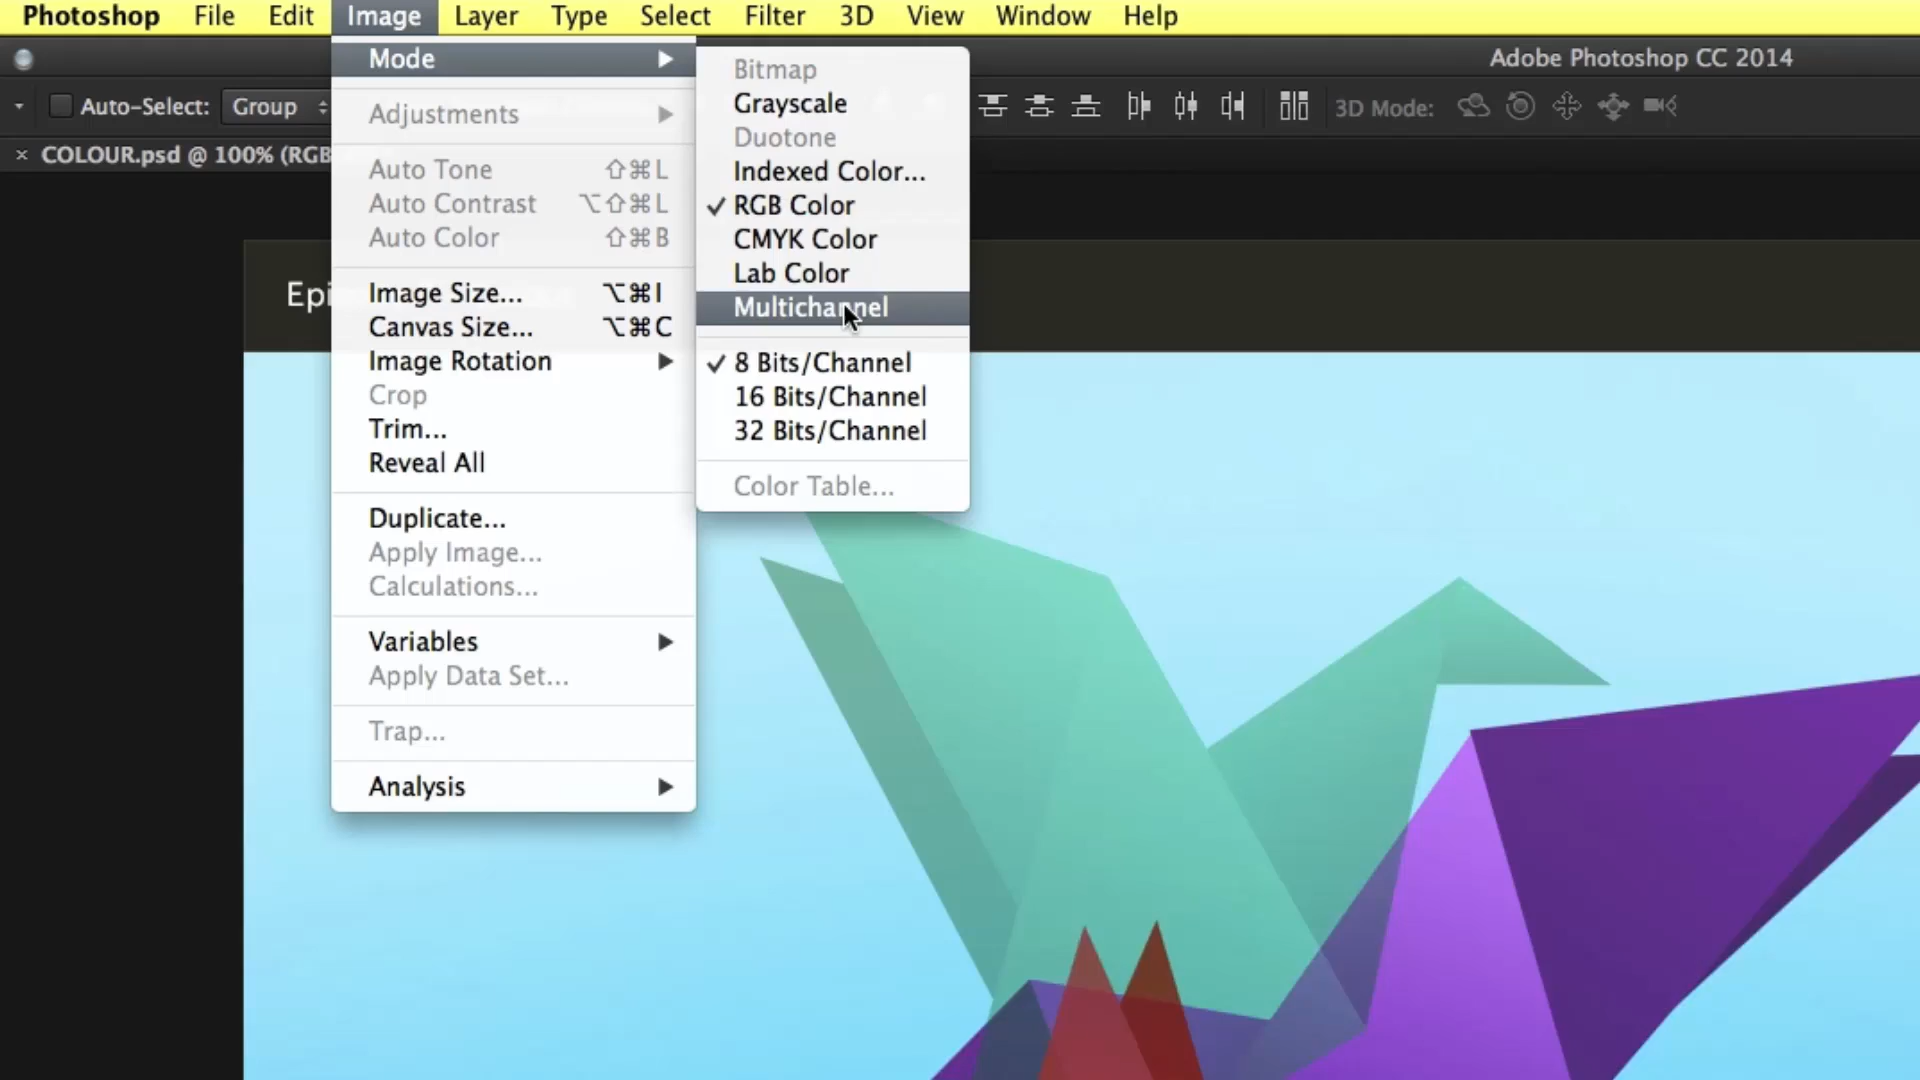 Photoshop File Edit Image Layer Type Select Filter 3D View Window Help
Adobe Photoshop CC 2014
Auto-Select: Group
3D Mode:
× COLOUR.psd @ 100% (RGB
Epi
Mode
Adjustments
Auto Tone ⇧⌘L
Auto Contrast ⌥⇧⌘L
Auto Color ⇧⌘B
Image Size... ⌥⌘I
Canvas Size... ⌥⌘C
Image Rotation
Crop
Trim...
Reveal All
Duplicate...
Apply Image...
Calculations...
Variables
Apply Data Set...
Trap...
Analysis
Bitmap
Grayscale
Duotone
Indexed Color...
✓ RGB Color
CMYK Color
Lab Color
Multichannel
✓ 8 Bits/Channel
16 Bits/Channel
32 Bits/Channel
Color Table...